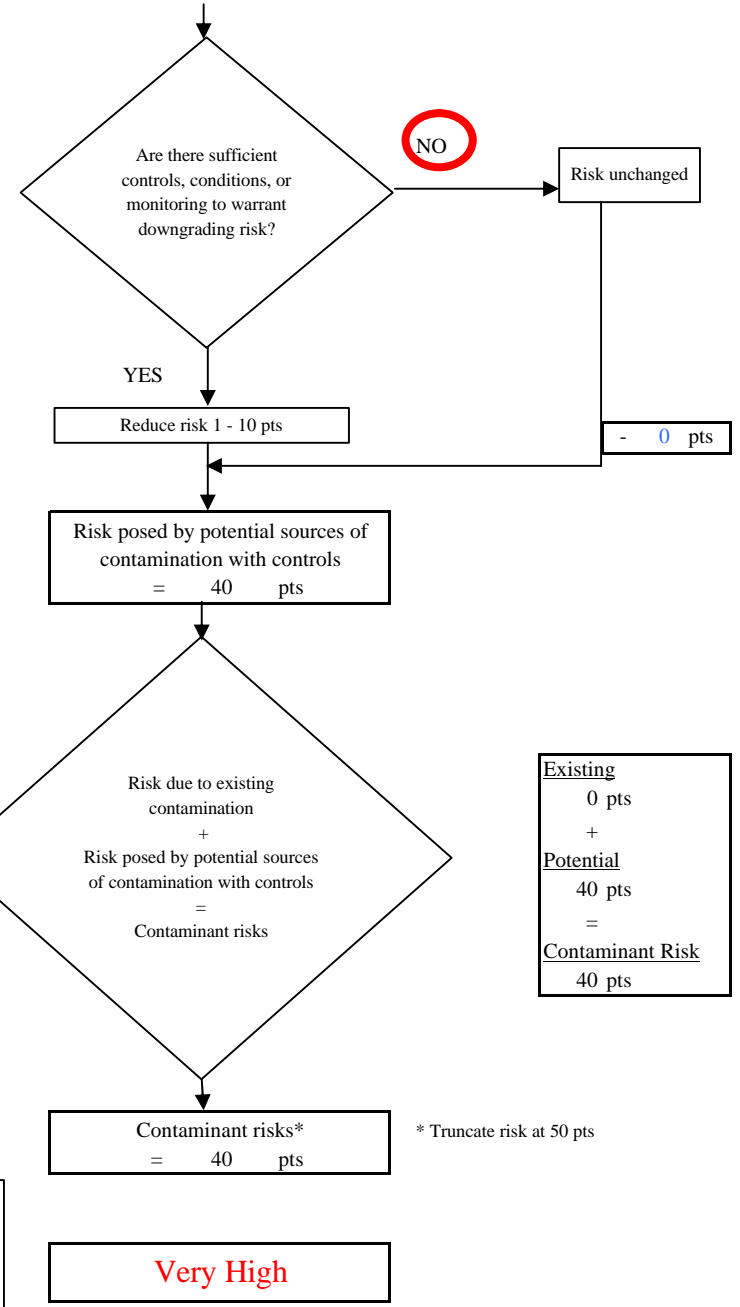 Are there sufficient
controls, conditions, or
monitoring to warrant
downgrading risk?
NO
Risk unchanged
YES
Reduce risk 1 - 10 pts
- 0 pts
Risk posed by potential sources of
contamination with controls
= 40 pts
Risk due to existing
contamination
+
Risk posed by potential sources
of contamination with controls
=
Contaminant risks
Existing
0 pts
+
Potential
40 pts
=
Contaminant Risk
40 pts
Contaminant risks*
= 40 pts
* Truncate risk at 50 pts
Very High